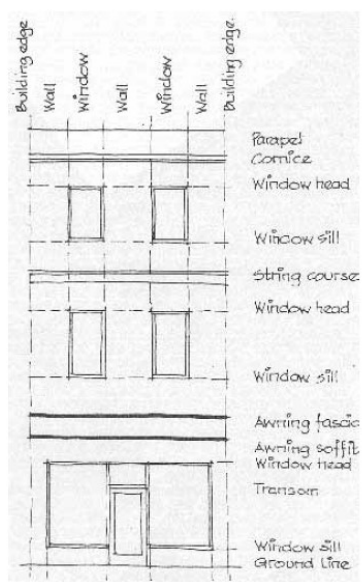 Building edge
Wall
Window
Wall
Window
Wall
Building edge.
Parapet
Cornice
Window head
Window sill
String course
Window head
Window sill
Awning fascia
Awning soffit
Window head
Transom
Window sill
Ground Line